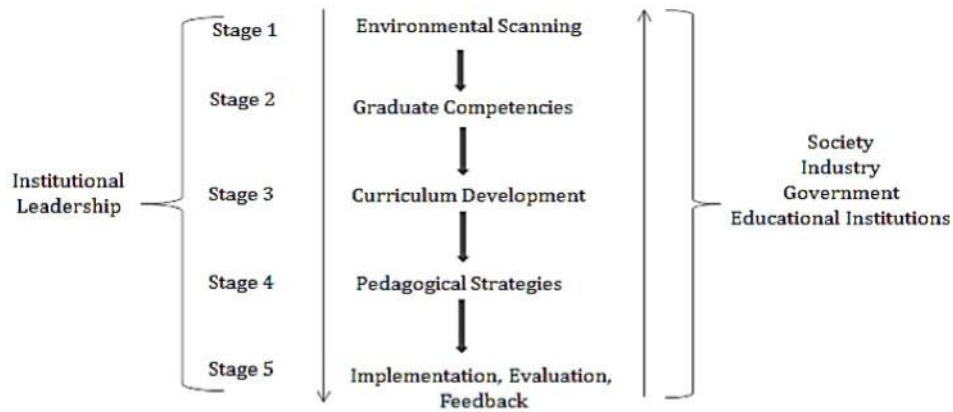 Institutional
Leadership
Stage 1
Stage 2
Stage 3
Stage 4
Stage 5
Environmental Scanning
Graduate Competencies
Curriculum Development
Pedagogical Strategies
Implementation, Evaluation,
Feedback
Society
Industry
Government
Educational Institutions